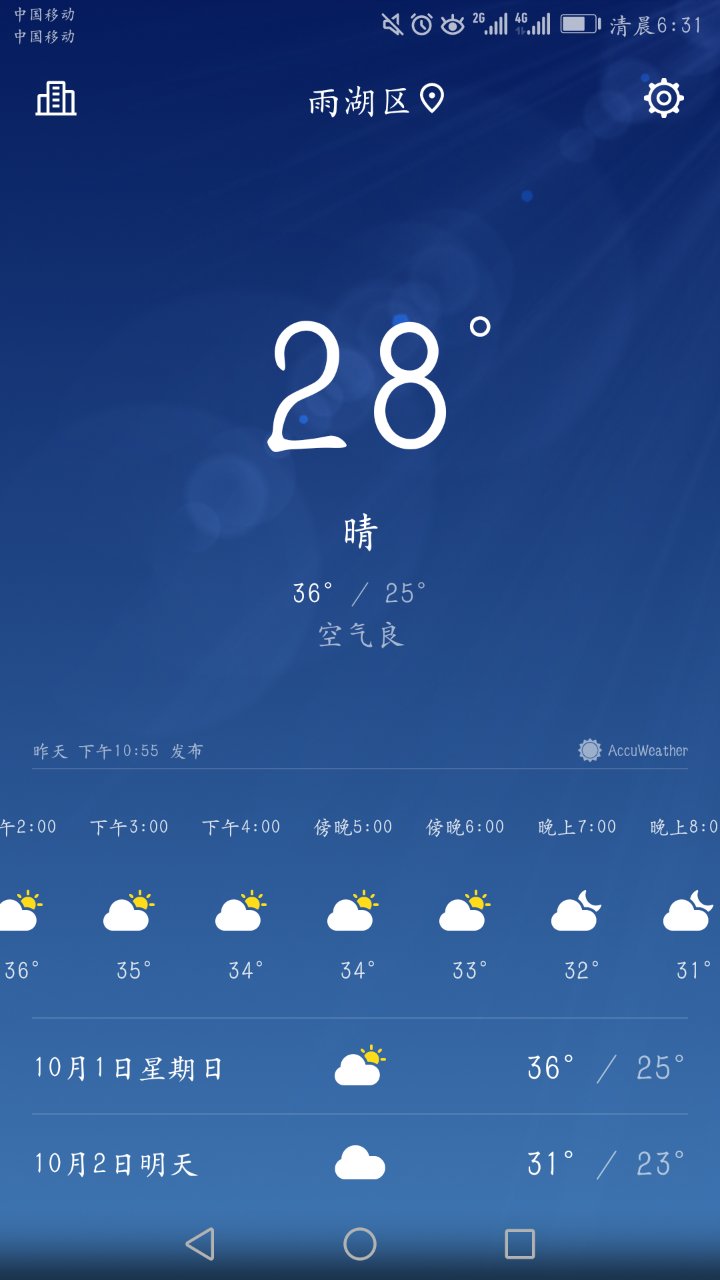 中国移动
中国移动
2G 4G 清晨6:31
雨湖区
28°
晴
36° / 25°
空气良
昨天 下午10:55 发布
AccuWeather
午2:00 下午3:00 下午4:00 傍晚5:00 傍晚6:00 晚上7:00 晚上8:0
36° 35° 34° 34° 33° 32° 31°
10月1日星期日 36° / 25°
10月2日明天 31° / 23°